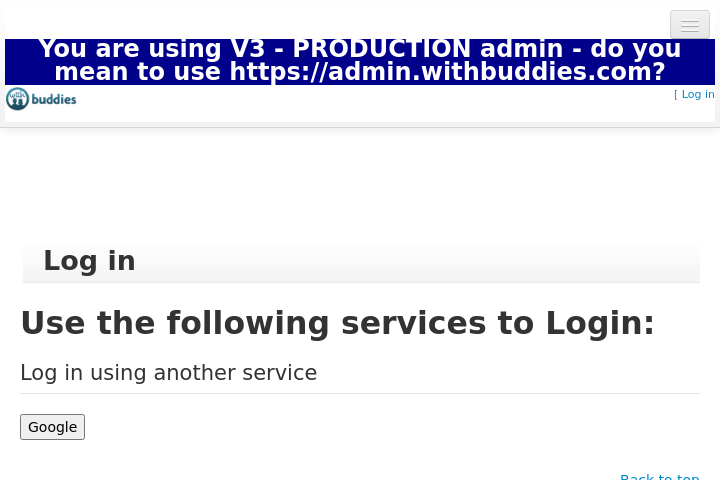 You are using V3 - PRODUCTION admin - do you
mean to use https://admin.withbuddies.com?
with buddies
[ Log in
Log in
Use the following services to Login:
Log in using another service
Google
Back to top